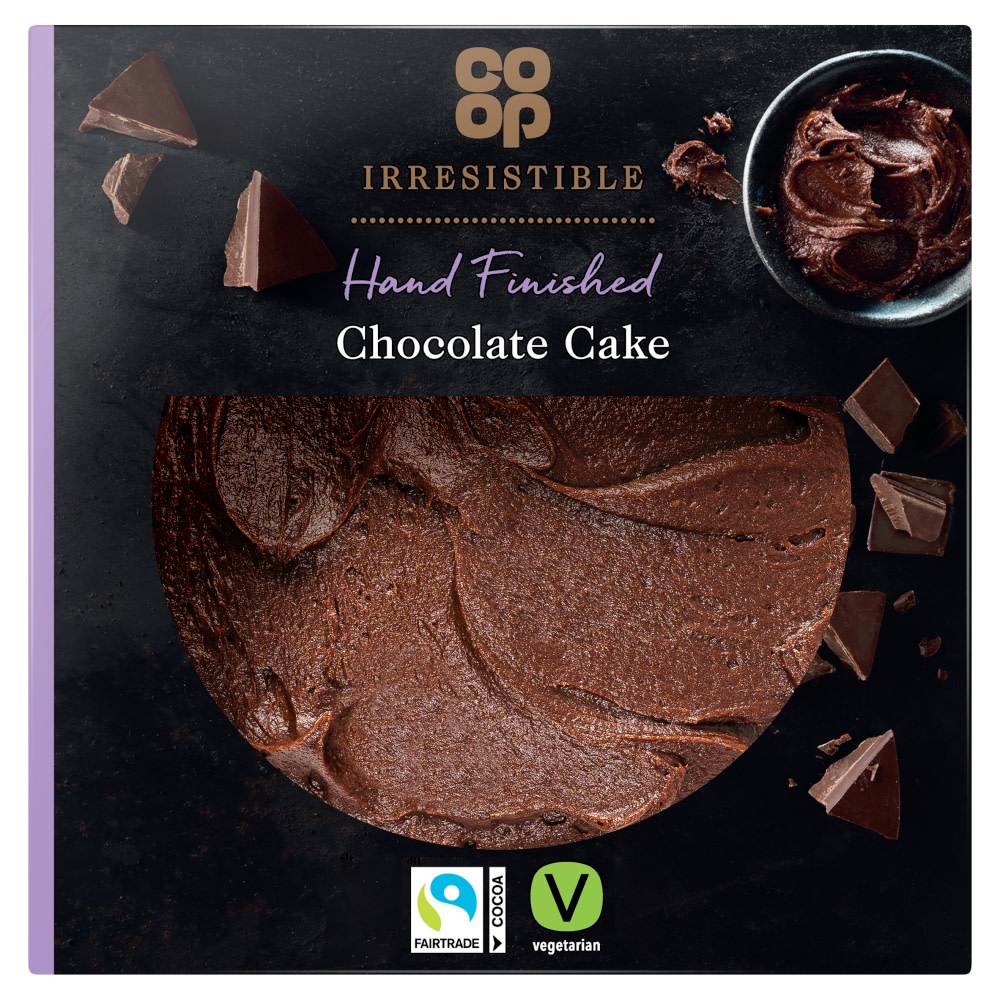 CO
OP
IRRESISTIBLE
Hand Finished
Chocolate Cake
FAIRTRADE
COCOA
V
vegetarian